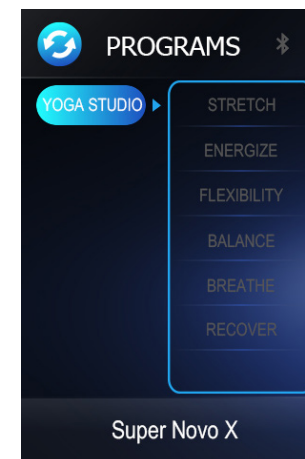 PROGRAMS
YOGA STUDIO
STRETCH
ENERGIZE
FLEXIBILITY
BALANCE
BREATHE
RECOVER
Super Novo X